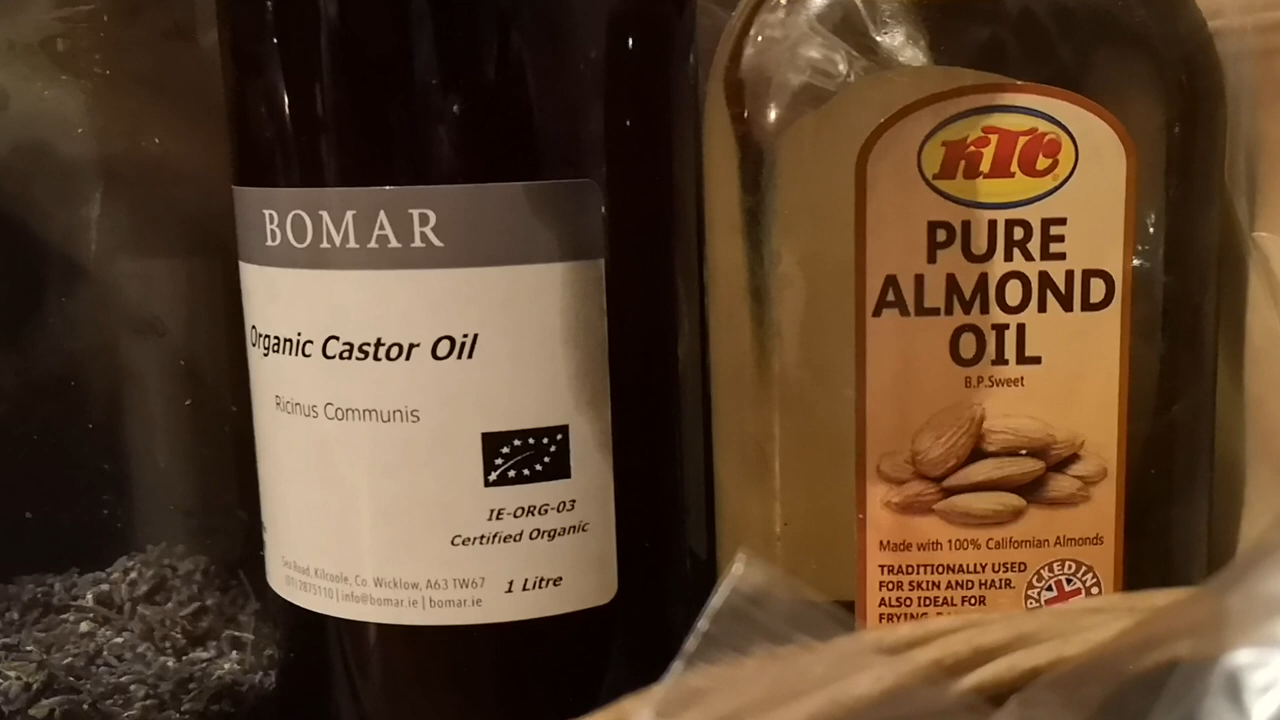 BOMAR
Organic Castor Oil
Ricinus Communis
IE-ORG-03
Certified Organic
Sea Road, Kilcoole, Co. Wicklow, A63 TW67
(01) 2875110 | info@bomar.ie | bomar.ie
1 Litre
KTC
PURE
ALMOND
OIL
B.P. Sweet
Made with 100% Californian Almonds
TRADITIONALLY USED
FOR SKIN AND HAIR.
ALSO IDEAL FOR
FRYING
PACKED IN